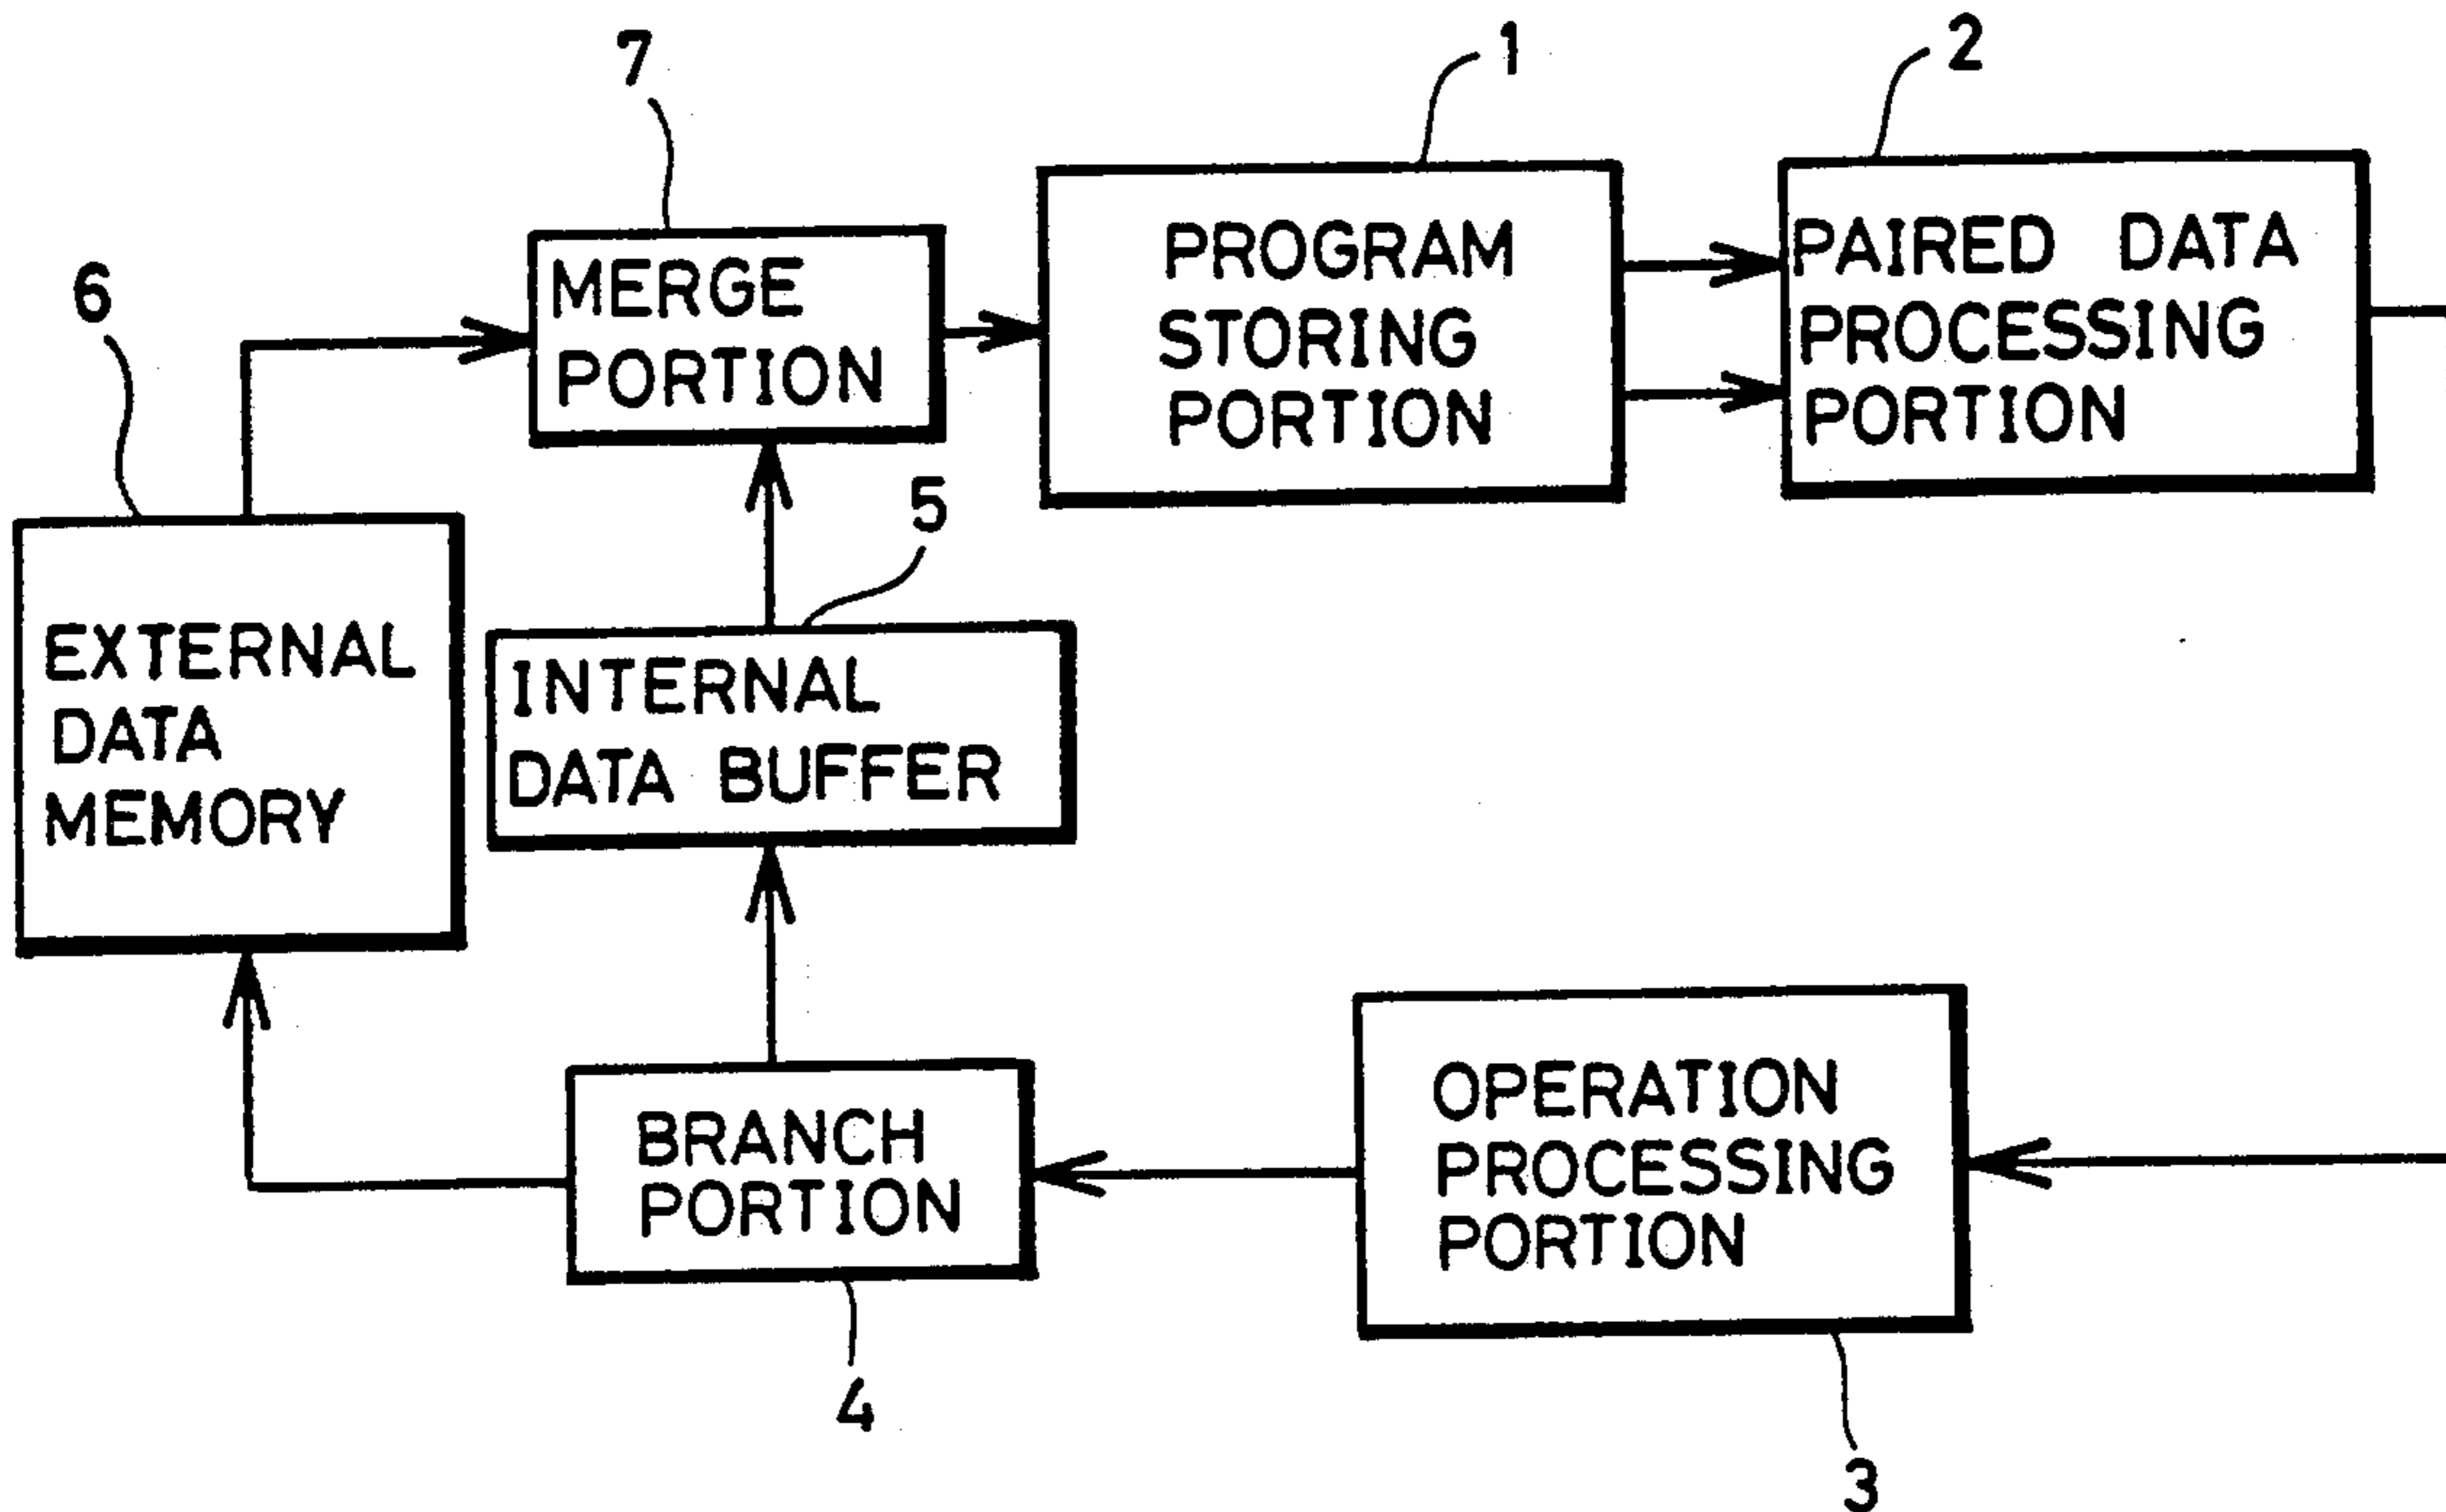 7
1
2
6
MERGE
PORTION
PROGRAM
STORING
PORTION
PAIRED DATA
PROCESSING
PORTION
5
EXTERNAL
DATA
MEMORY
INTERNAL
DATA BUFFER
BRANCH
PORTION
OPERATION
PROCESSING
PORTION
4
3